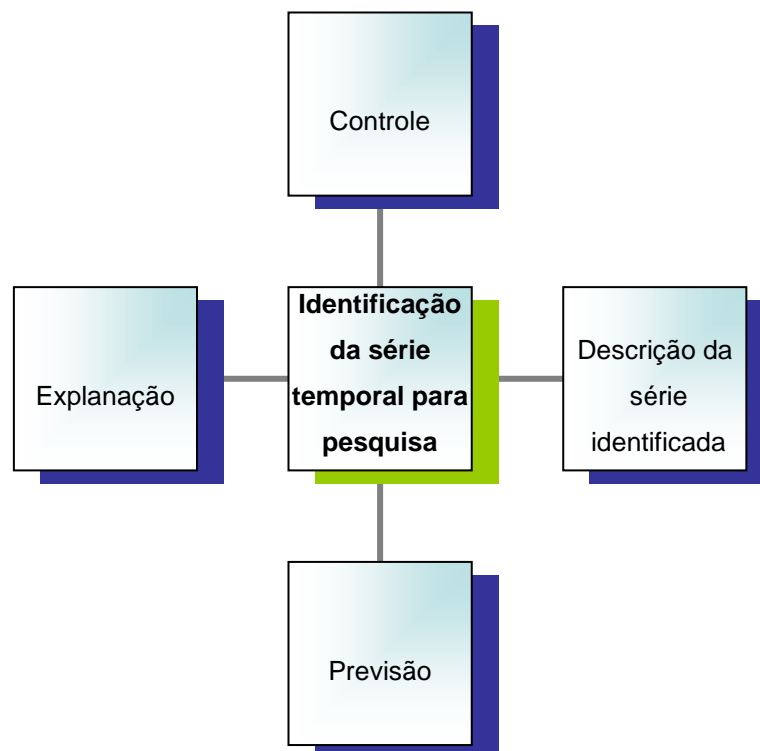 Controle
Explanação
Identificação
da série
temporal para
pesquisa
Descrição da
série
identificada
Previsão